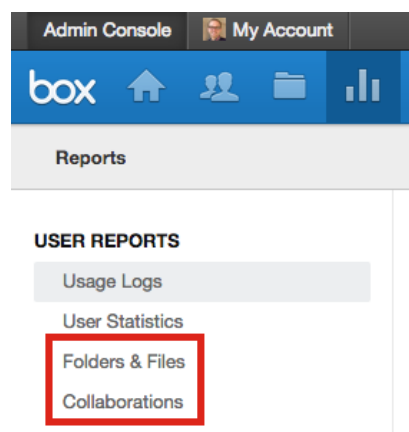 Admin Console My Account
box
Reports
USER REPORTS
Usage Logs
User Statistics
Folders & Files
Collaborations